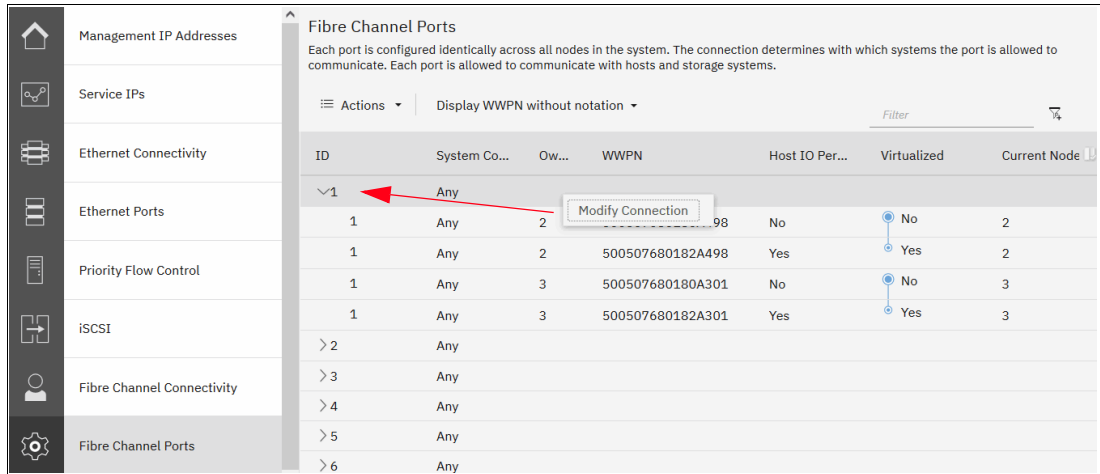 Management IP Addresses
Service IPs
Ethernet Connectivity
Ethernet Ports
Priority Flow Control
iSCSI
Fibre Channel Connectivity
Fibre Channel Ports
Fibre Channel Ports
Each port is configured identically across all nodes in the system. The connection determines with which systems the port is allowed to
communicate. Each port is allowed to communicate with hosts and storage systems.
Actions Display WWPN without notation Filter
ID System Co... Ow... WWPN Host IO Per... Virtualized Current Node
1 Any
Modify Connection
1 Any 2 98 No No 2
1 Any 2 500507680182A498 Yes Yes 2
1 Any 3 500507680180A301 No No 3
1 Any 3 500507680182A301 Yes Yes 3
2 Any
3 Any
4 Any
5 Any
6 Any